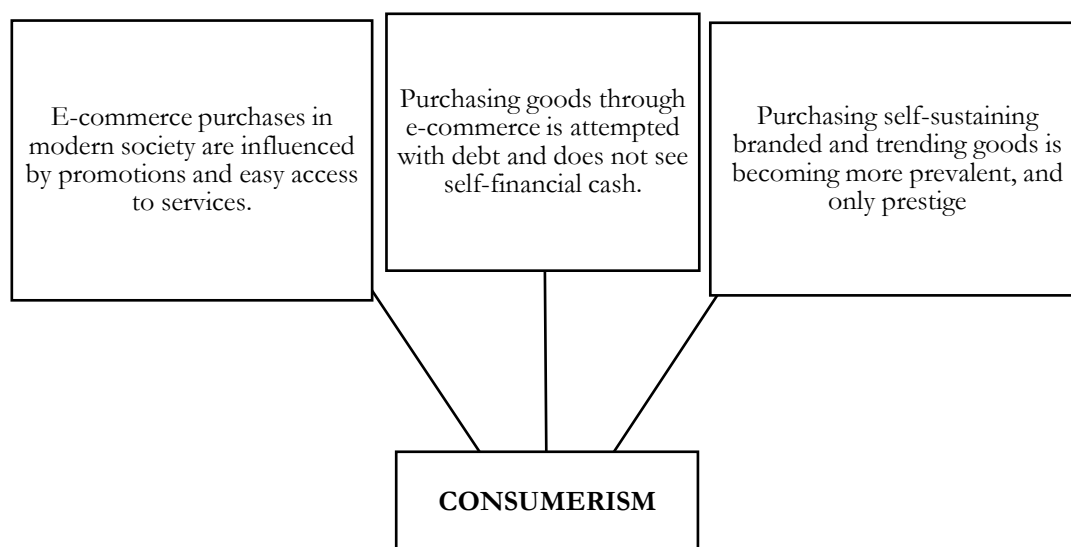 E-commerce purchases in
modern society are influenced
by promotions and easy access
to services.
Purchasing goods through
e-commerce is attempted
with debt and does not see
self-financial cash.
Purchasing self-sustaining
branded and trending goods is
becoming more prevalent, and
only prestige
CONSUMERISM